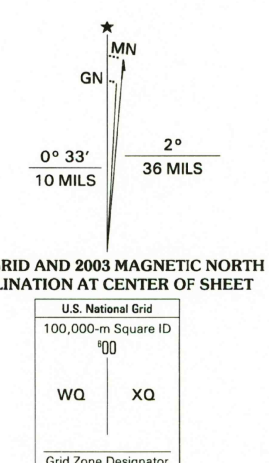 ★
MN
GN
0° 33′
10 MILS
2°
36 MILS
RID AND 2003 MAGNETIC NORTH
LINATION AT CENTER OF SHEET
U.S. National Grid
100,000-m Square ID
⁶00
WQ XQ
Grid Zone Designator